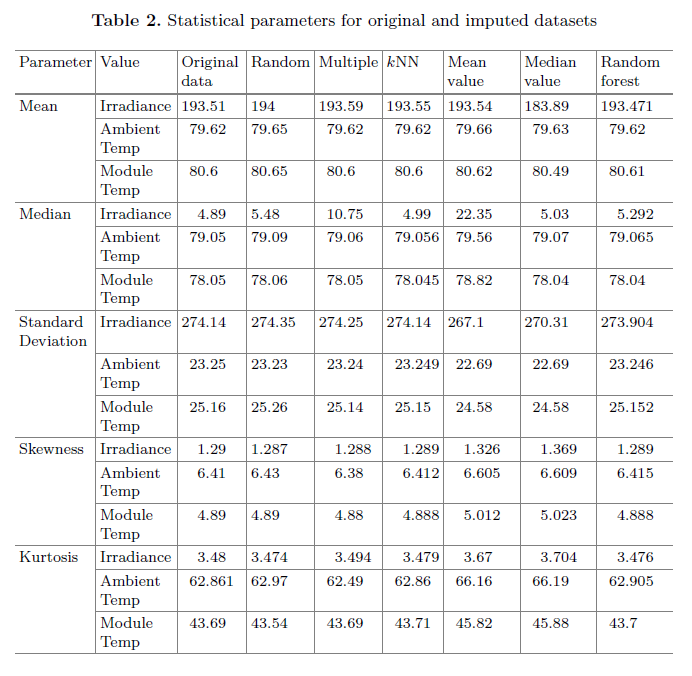 Table 2. Statistical parameters for original and imputed datasets
Parameter Value Original data Random Multiple kNN Mean value Median value Random forest
Mean Irradiance 193.51 194 193.59 193.55 193.54 183.89 193.471
Ambient Temp 79.62 79.65 79.62 79.62 79.66 79.63 79.62
Module Temp 80.6 80.65 80.6 80.6 80.62 80.49 80.61
Median Irradiance 4.89 5.48 10.75 4.99 22.35 5.03 5.292
Ambient Temp 79.05 79.09 79.06 79.056 79.56 79.07 79.065
Module Temp 78.05 78.06 78.05 78.045 78.82 78.04 78.04
Standard Deviation Irradiance 274.14 274.35 274.25 274.14 267.1 270.31 273.904
Ambient Temp 23.25 23.23 23.24 23.249 22.69 22.69 23.246
Module Temp 25.16 25.26 25.14 25.15 24.58 24.58 25.152
Skewness Irradiance 1.29 1.287 1.288 1.289 1.326 1.369 1.289
Ambient Temp 6.41 6.43 6.38 6.412 6.605 6.609 6.415
Module Temp 4.89 4.89 4.88 4.888 5.012 5.023 4.888
Kurtosis Irradiance 3.48 3.474 3.494 3.479 3.67 3.704 3.476
Ambient Temp 62.861 62.97 62.49 62.86 66.16 66.19 62.905
Module Temp 43.69 43.54 43.69 43.71 45.82 45.88 43.7